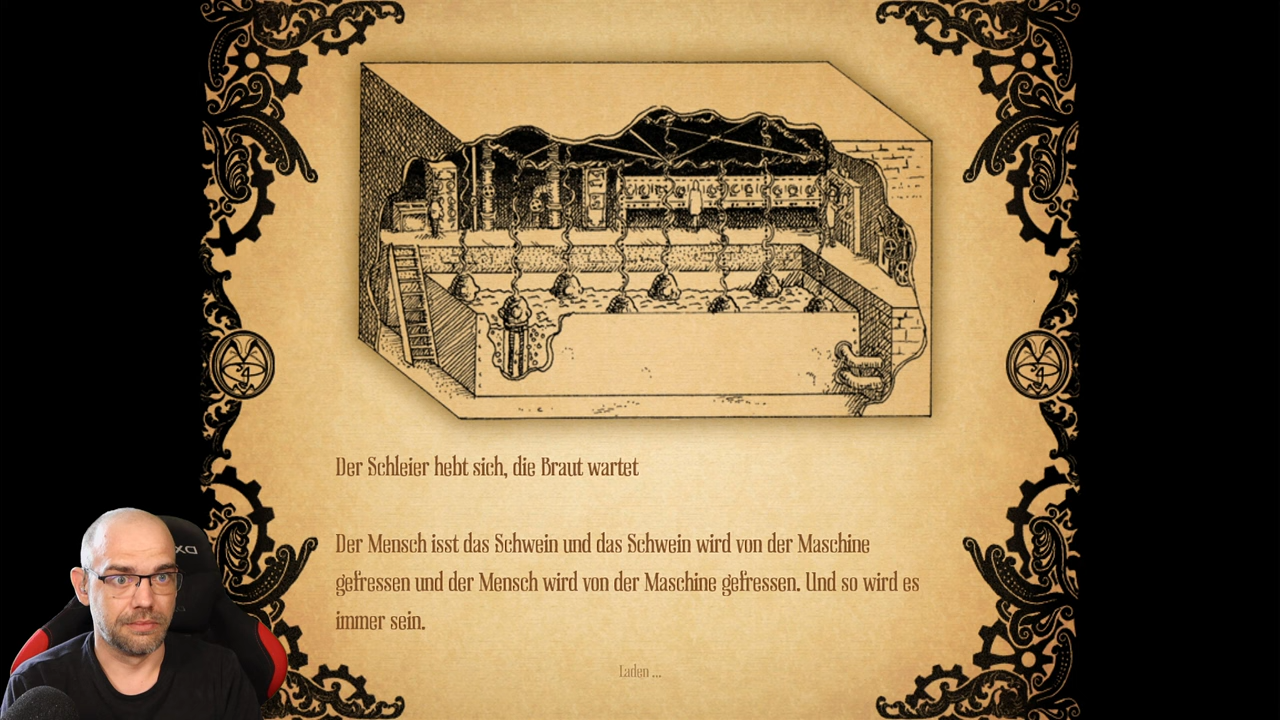 Der Schleier hebt sich, die Braut wartet
Der Mensch isst das Schwein und das Schwein wird von der Maschine
gefressen und der Mensch wird von der Maschine gefressen. Und so wird es
immer sein.
Laden ...